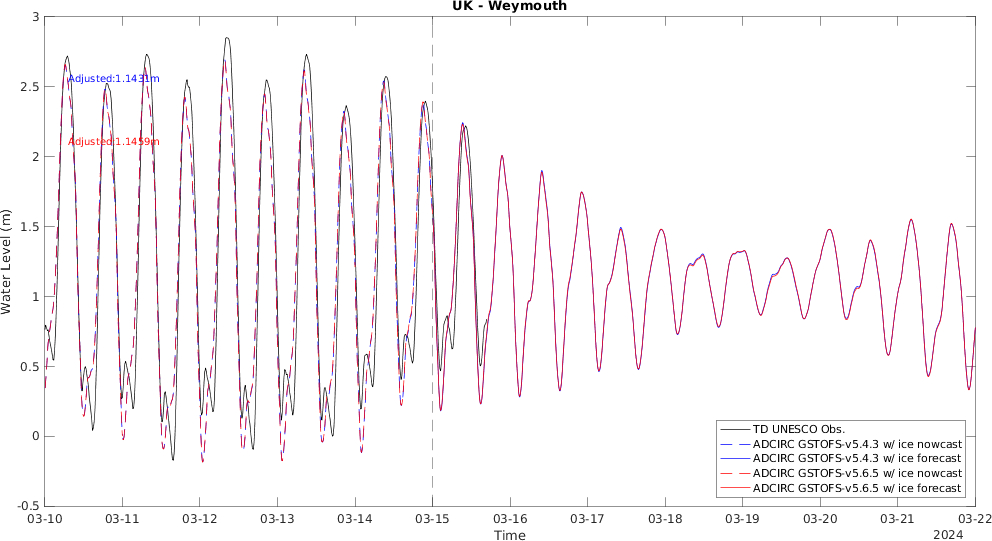 UK - Weymouth
3
2.5
2
1.5
1
0.5
0
-0.5
Water Level (m)
Adjusted:1.1431m
Adjusted:1.1459m
TD UNESCO Obs.
ADCIRC GSTOFS-v5.4.3 w/ ice nowcast
ADCIRC GSTOFS-v5.4.3 w/ ice forecast
ADCIRC GSTOFS-v5.6.5 w/ ice nowcast
ADCIRC GSTOFS-v5.6.5 w/ ice forecast
03-10 03-11 03-12 03-13 03-14 03-15 03-16 03-17 03-18 03-19 03-20 03-21 03-22
Time
2024